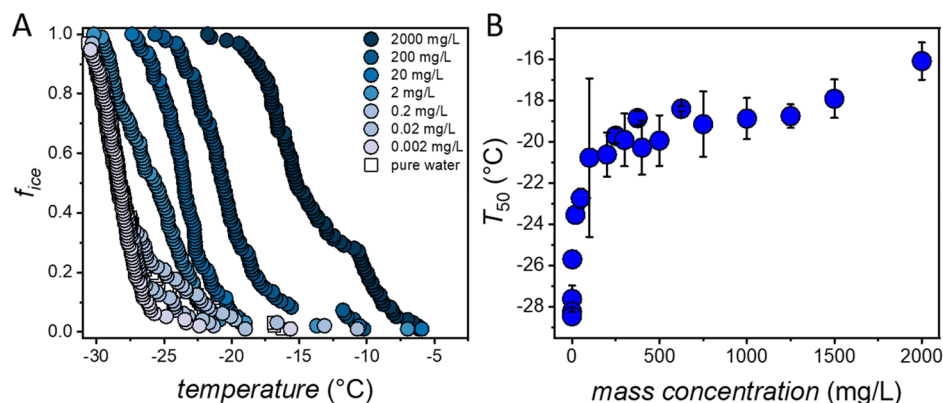 A
1.0
0.8
0.6
0.4
0.2
0.0
f_ice
-30
-25
-20
-15
-10
-5
temperature (°C)
2000 mg/L
200 mg/L
20 mg/L
2 mg/L
0.2 mg/L
0.02 mg/L
0.002 mg/L
pure water
B
-16
-18
-20
-22
-24
-26
-28
T_50 (°C)
0
500
1000
1500
2000
mass concentration (mg/L)